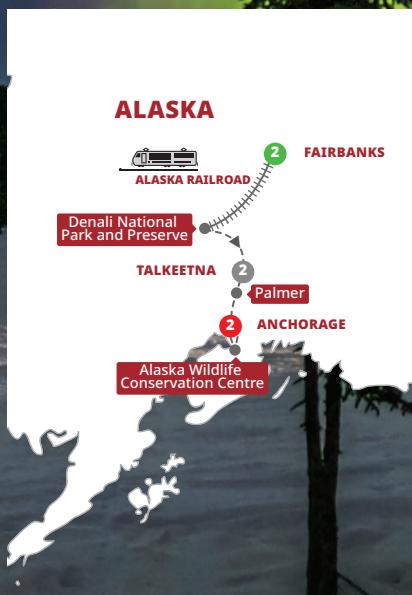 ALASKA
2
FAIRBANKS
ALASKA RAILROAD
Denali National
Park and Preserve
TALKEETNA
2
Palmer
2
ANCHORAGE
Alaska Wildlife
Conservation Centre